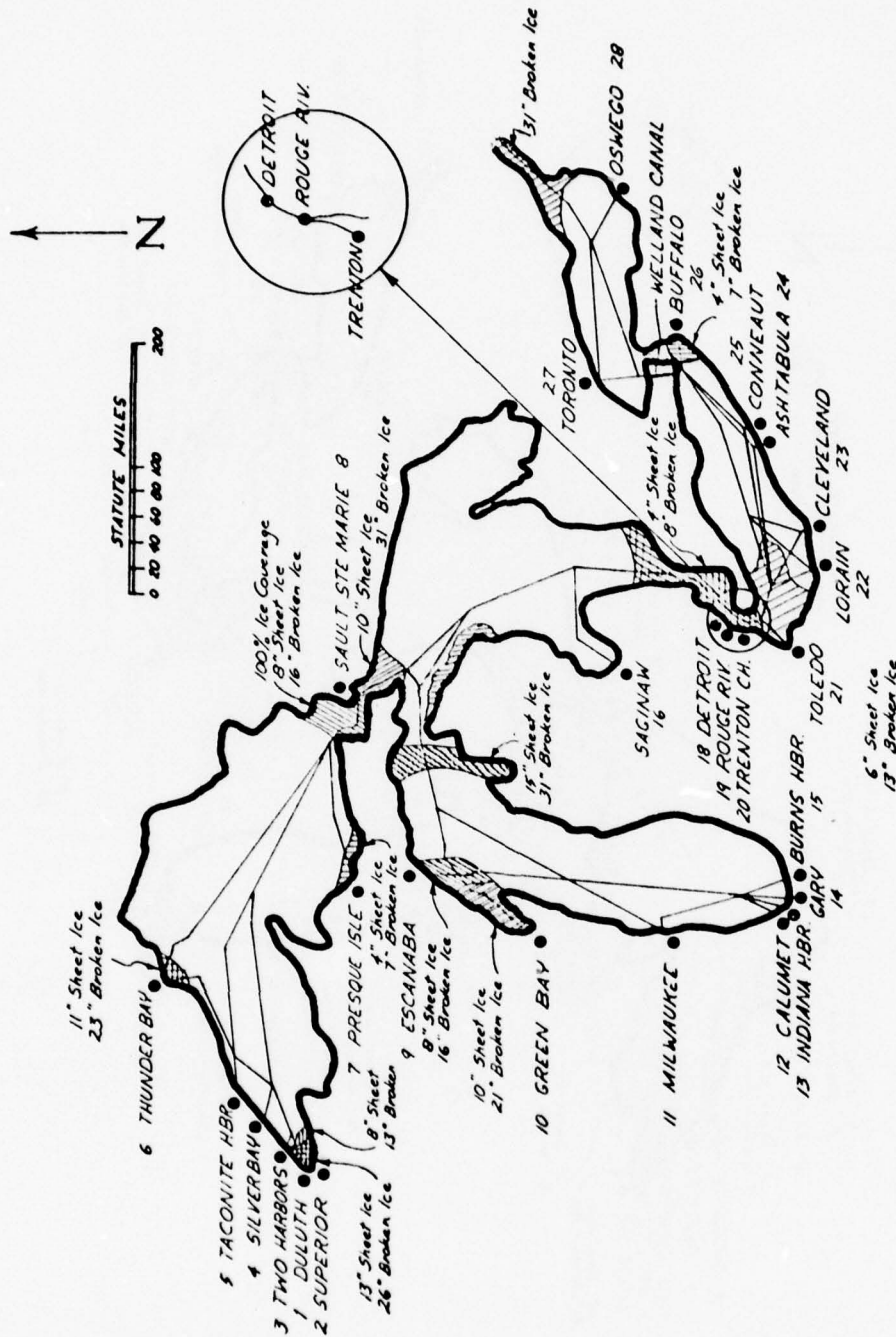 N
STATUTE MILES
0 20 40 60 80 100 200
DETROIT
ROUGE RIV.
TRENTON
11" Sheet Ice
23" Broken Ice
6 THUNDER BAY
5 TACONITE HBR.
4 SILVER BAY
3 TWO HARBORS
1 DULUTH
2 SUPERIOR
13" Sheet Ice
26" Broken Ice
8" Sheet
13" Broken
7 PRESQUE ISLE
4" Sheet Ice
7" Broken Ice
100% Ice Coverage
8" Sheet Ice
16" Broken Ice
SAULT STE MARIE 8
10" Sheet Ice
31" Broken Ice
9 ESCANABA
8" Sheet Ice
16" Broken Ice
10" Sheet Ice
21" Broken Ice
10 GREEN BAY
15" Sheet Ice
31" Broken Ice
11 MILWAUKEE
12 CALUMET
13 INDIANA HBR.
GARY
14
BURNS HBR.
15
SAGINAW
16
18 DETROIT
19 ROUGE RIV.
20 TRENTON CH.
4" Sheet Ice
8" Broken Ice
TOLEDO
21
6" Sheet Ice
13" Broken Ice
LORAIN
22
CLEVELAND
23
ASHTABULA 24
CONNEAUT
25
4" Sheet Ice
7" Broken Ice
BUFFALO
26
WELLAND CANAL
27
TORONTO
OSWEGO 28
31" Broken Ice